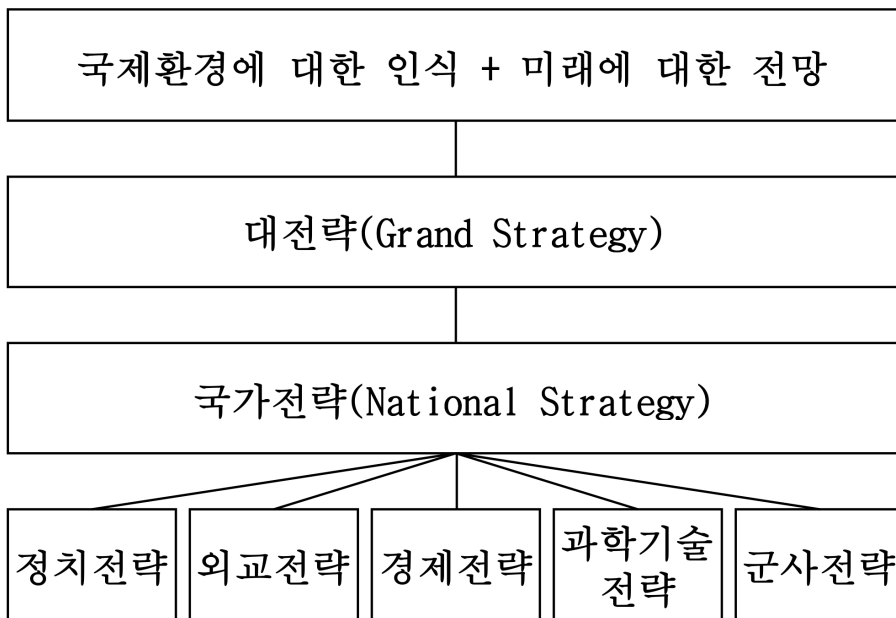 국제환경에 대한 인식 + 미래에 대한 전망
대전략(Grand Strategy)
국가전략(National Strategy)
정치전략
외교전략
경제전략
과학기술
전략
군사전략